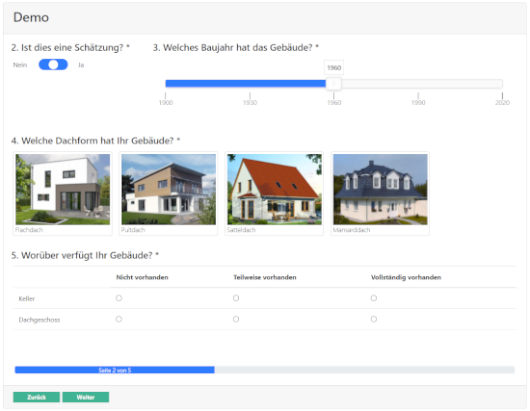 Demo
2. Ist dies eine Schätzung? * 3. Welches Baujahr hat das Gebäude? *
Nein Ja
1960
1900 1930 1960 1990 2020
4. Welche Dachform hat Ihr Gebäude? *
Flachdach Pultdach Satteldach Mansarddach
5. Worüber verfügt Ihr Gebäude? *
Nicht vorhanden Teilweise vorhanden Vollständig vorhanden
Keller
Dachgeschoss
Seite 2 von 5
Zurück Weiter